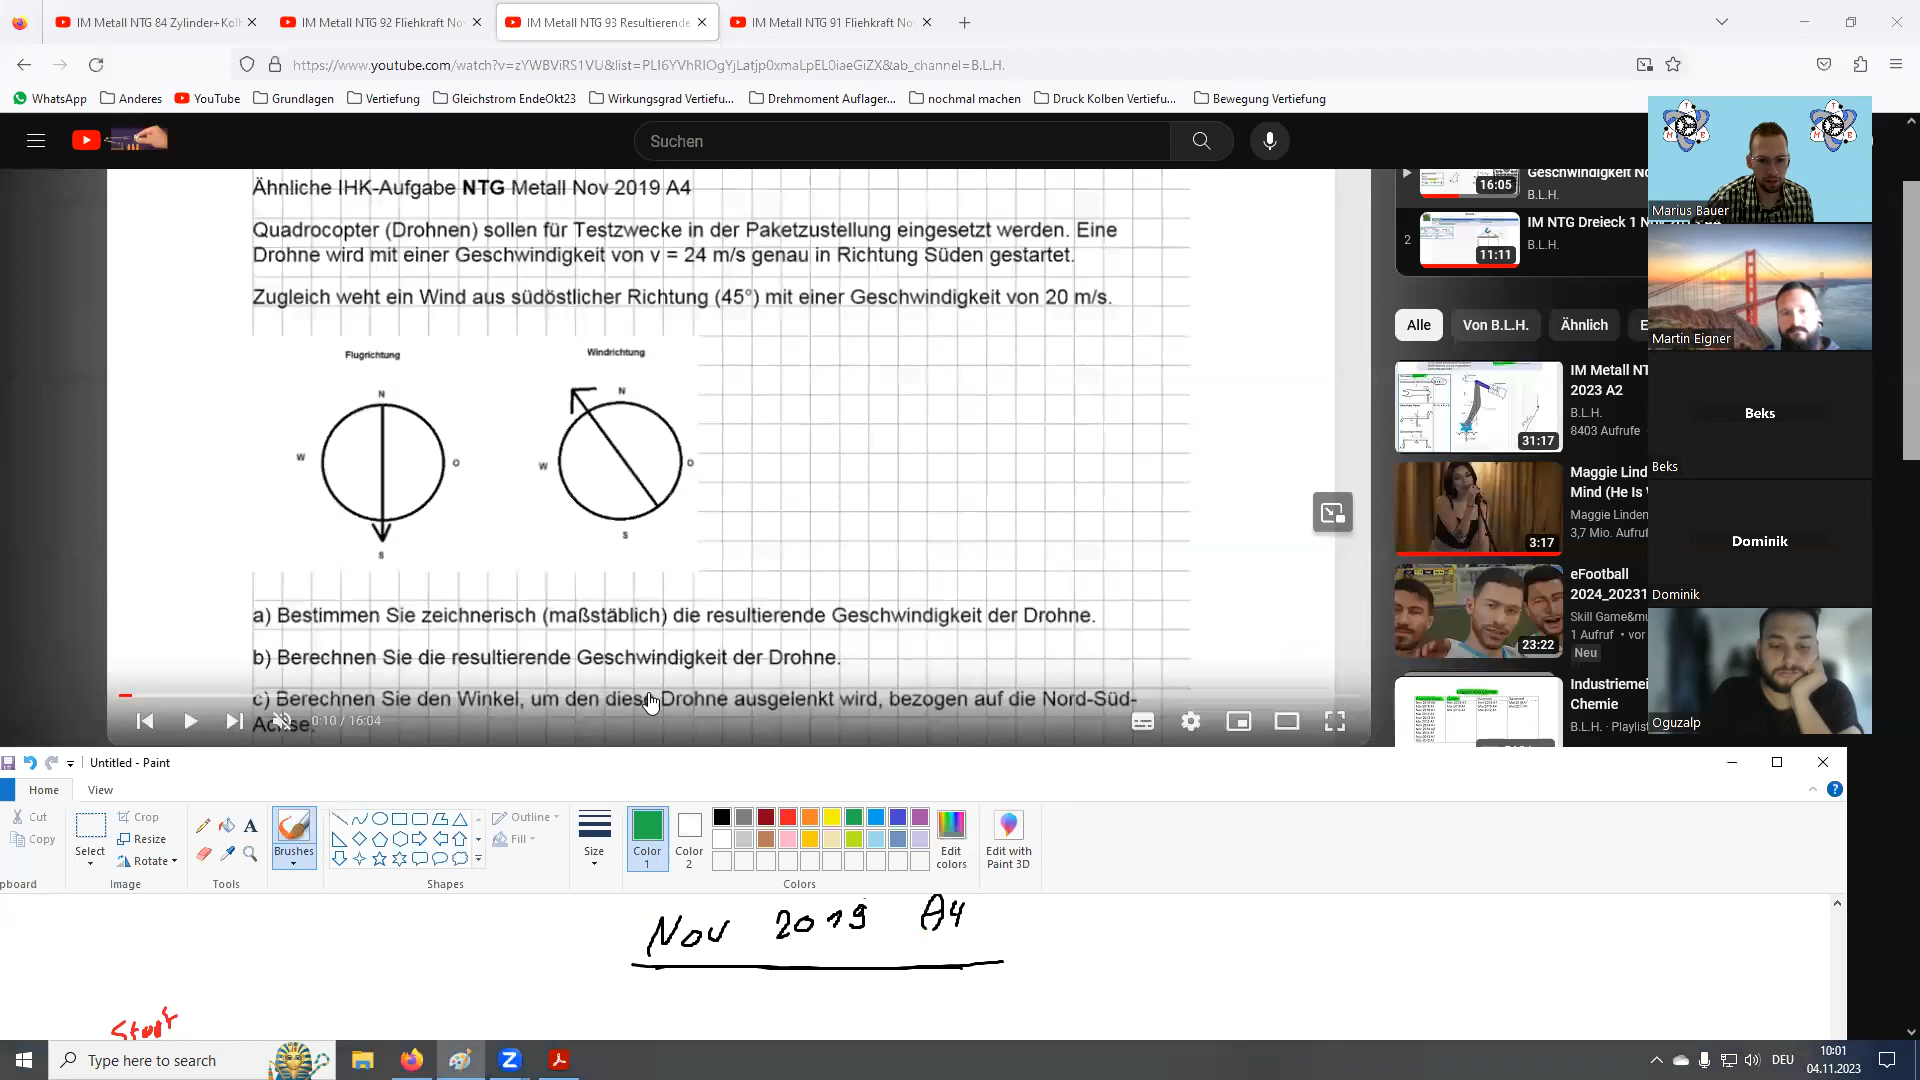 IM Metall NTG 84 Zylinder+Kol
IM Metall NTG 92 Fliehkraft No
IM Metall NTG 93 Resultierende
IM Metall NTG 91 Fliehkraft No
https://www.youtube.com/watch?v=zYWBViRS1VU&list=PLI6YVhRIOgYjLatjp0xmaLpEL0iaeGiZX&ab_channel=B.L.H.
WhatsApp Anderes YouTube Grundlagen Vertiefung Gleichstrom EndeOkt23 Wirkungsgrad Vertiefu... Drehmoment Auflager... nochmal machen Druck Kolben Vertiefu... Bewegung Vertiefung
Suchen
Ähnliche IHK-Aufgabe NTG Metall Nov 2019 A4
Quadrocopter (Drohnen) sollen für Testzwecke in der Paketzustellung eingesetzt werden. Eine
Drohne wird mit einer Geschwindigkeit von v = 24 m/s genau in Richtung Süden gestartet.
Zugleich weht ein Wind aus südöstlicher Richtung (45°) mit einer Geschwindigkeit von 20 m/s.
Flugrichtung
N
W
O
S
Windrichtung
N
W
O
S
a) Bestimmen Sie zeichnerisch (maßstäblich) die resultierende Geschwindigkeit der Drohne.
b) Berechnen Sie die resultierende Geschwindigkeit der Drohne.
c) Berechnen Sie den Winkel, um den diese Drohne ausgelenkt wird, bezogen auf die Nord-Süd-
Achse.
0:10 / 16:04
16:05
Geschwindigkeit No
B.L.H.
2
11:11
IM NTG Dreieck 1
B.L.H.
Alle Von B.L.H. Ähnlich E
31:17
IM Metall NT
2023 A2
B.L.H.
8403 Aufrufe
3:17
Maggie Lind
Mind (He Is
Maggie Linden
3,7 Mio. Aufruf
23:22
eFootball
2024_20231
Skill Game&mu
1 Aufruf • vor
Neu
Industriemei
Chemie
B.L.H. • Playlis
Marius Bauer
Martin Eigner
Beks
Beks
Dominik
Dominik
Oguzalp
Untitled - Paint
Home View
Cut
Copy
pboard
Select
Crop
Resize
Rotate
Image
Tools
Brushes
Shapes
Outline
Fill
Size
Color
1
Color
2
Colors
Edit
colors
Edit with
Paint 3D
Nov 2019 A4
Start
Type here to search
DEU
10:01
04.11.2023